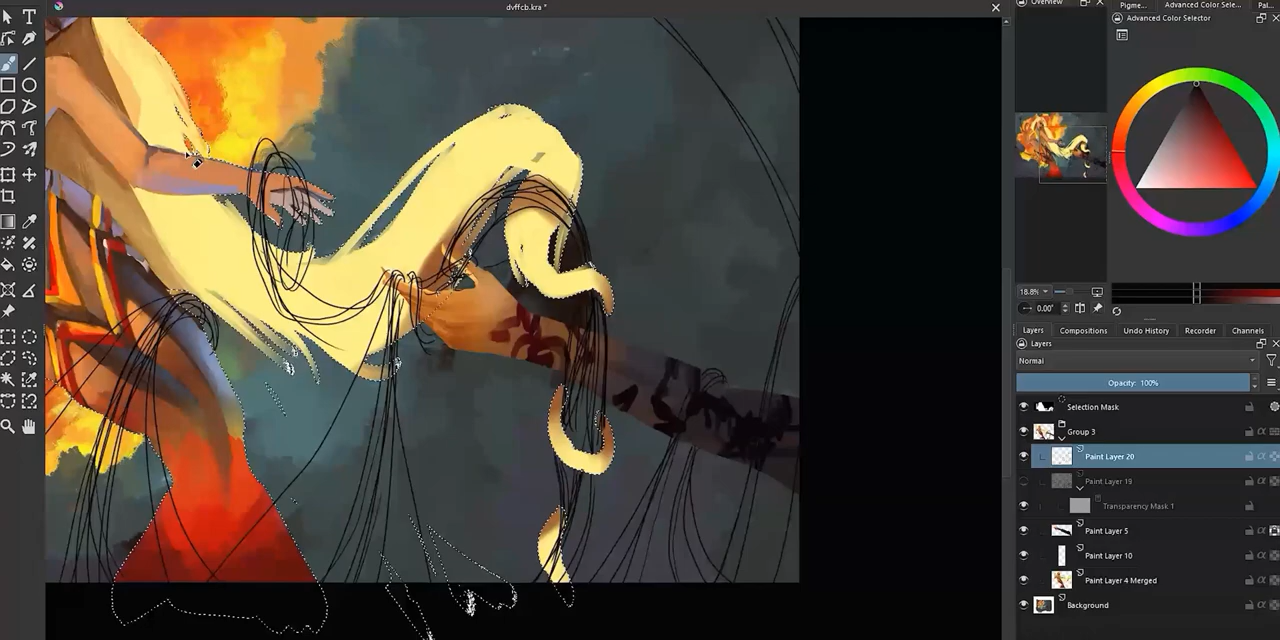 dvffcb.kra *
Overview
Pigme...
Advanced Color Sele...
Pal...
Advanced Color Selector
18.8%
0.00°
Layers
Compositions
Undo History
Recorder
Channels
Layers
Normal
Opacity: 100%
Selection Mask
Group 3
Paint Layer 20
Paint Layer 19
Transparency Mask 1
Paint Layer 5
Paint Layer 10
Paint Layer 4 Merged
Background